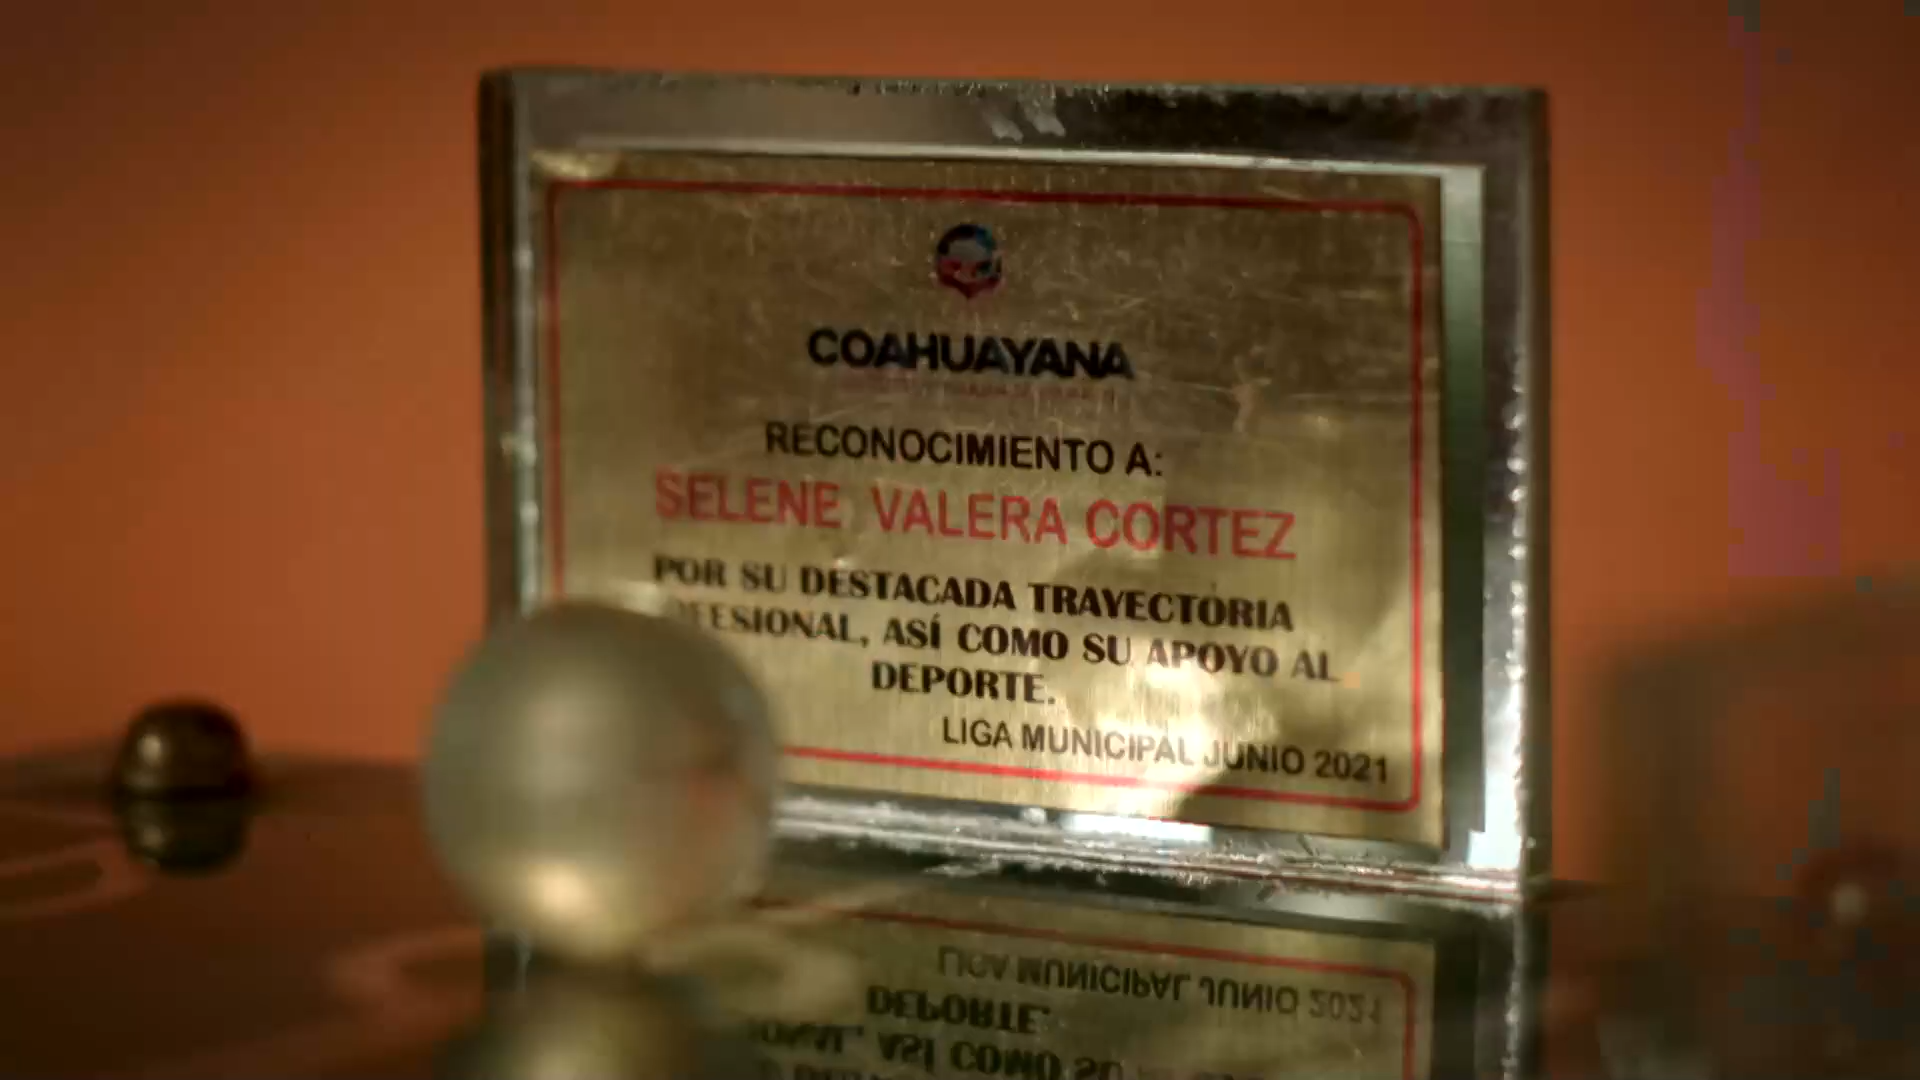 COAHUAYANA
RECONOCIMIENTO A:
SELENE VALERA CORTEZ
POR SU DESTACADA TRAYECTORIA
OFESIONAL, ASÍ COMO SU APOYO AL
DEPORTE.
LIGA MUNICIPAL JUNIO 2021